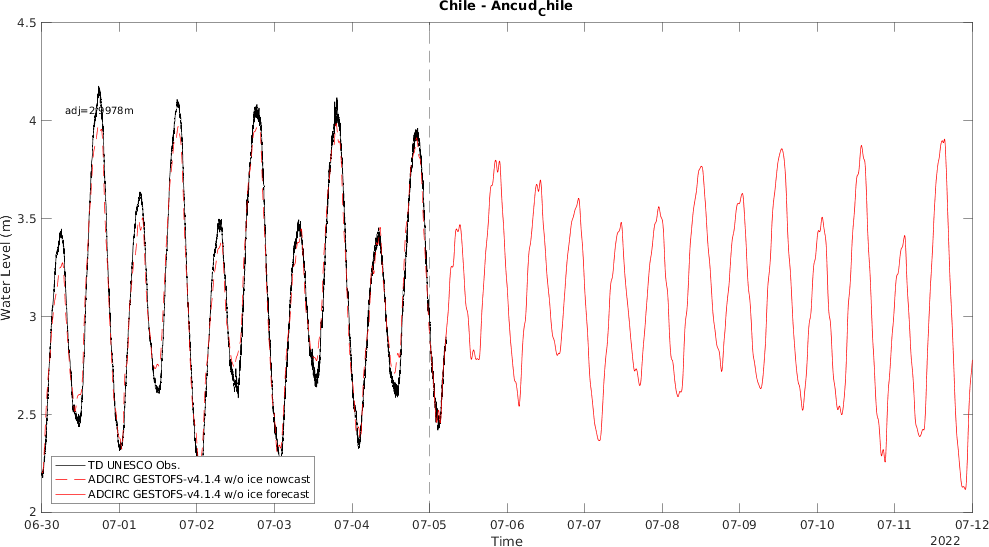 Chile - Ancud_Chile
adj=2.9978m
4.5
4
3.5
3
2.5
2
Water Level (m)
TD UNESCO Obs.
ADCIRC GESTOFS-v4.1.4 w/o ice nowcast
ADCIRC GESTOFS-v4.1.4 w/o ice forecast
06-30 07-01 07-02 07-03 07-04 07-05 07-06 07-07 07-08 07-09 07-10 07-11 07-12
Time
2022